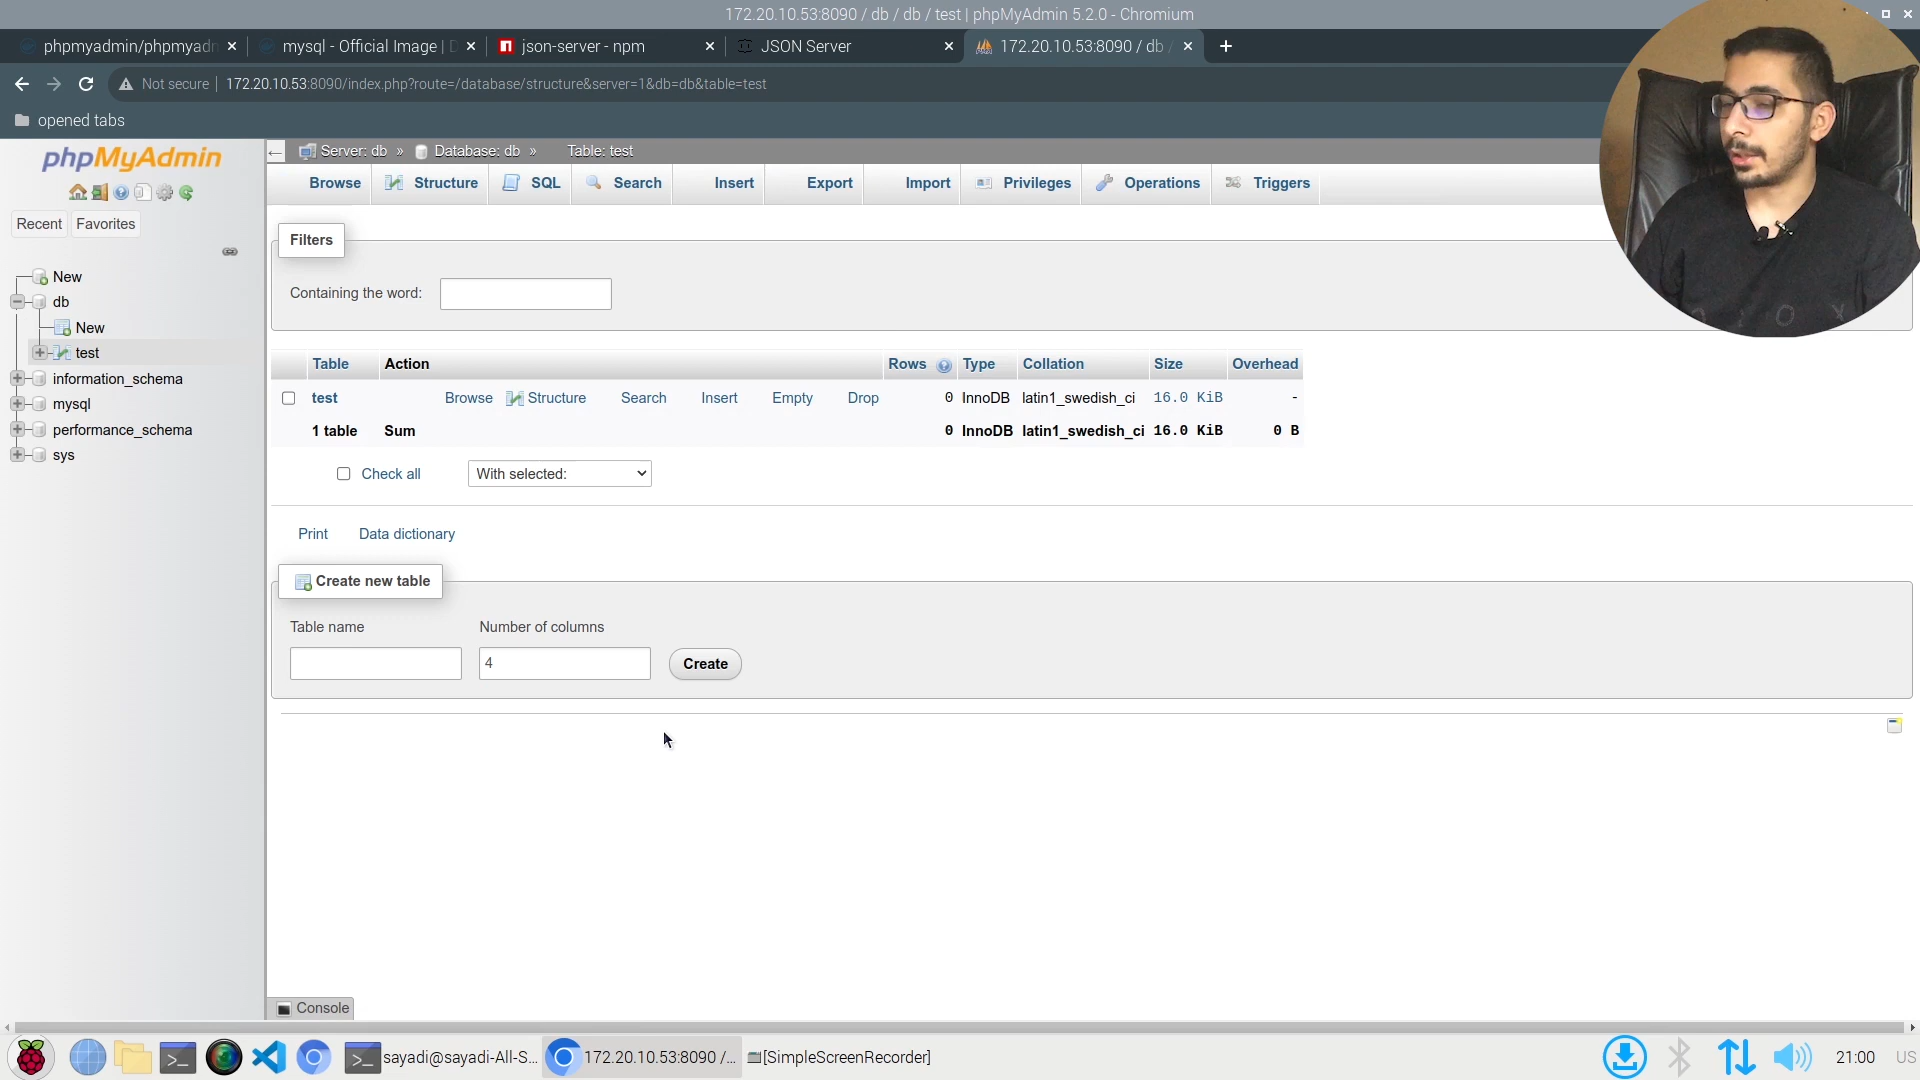 172.20.10.53:8090 / db / db / test | phpMyAdmin 5.2.0 - Chromium
phpmyadmin/phpmyadn
mysql - Official Image | D
json-server - npm
JSON Server
172.20.10.53:8090 / db /
Not secure
172.20.10.53:8090/index.php?route=/database/structure&server=1&db=db&table=test
opened tabs
phpMyAdmin
Recent
Favorites
New
db
New
test
information_schema
mysql
performance_schema
sys
Server: db » Database: db » Table: test
Browse Structure SQL Search Insert Export Import Privileges Operations Triggers
Filters
Containing the word:
Table Action Rows Type Collation Size Overhead
test Browse Structure Search Insert Empty Drop 0 InnoDB latin1_swedish_ci 16.0 KiB -
1 table Sum 0 InnoDB latin1_swedish_ci 16.0 KiB 0 B
Check all With selected:
Print Data dictionary
Create new table
Table name Number of columns
4 Create
Console
sayadi@sayadi-All-S...
172.20.10.53:8090 /...
[SimpleScreenRecorder]
21:00
US